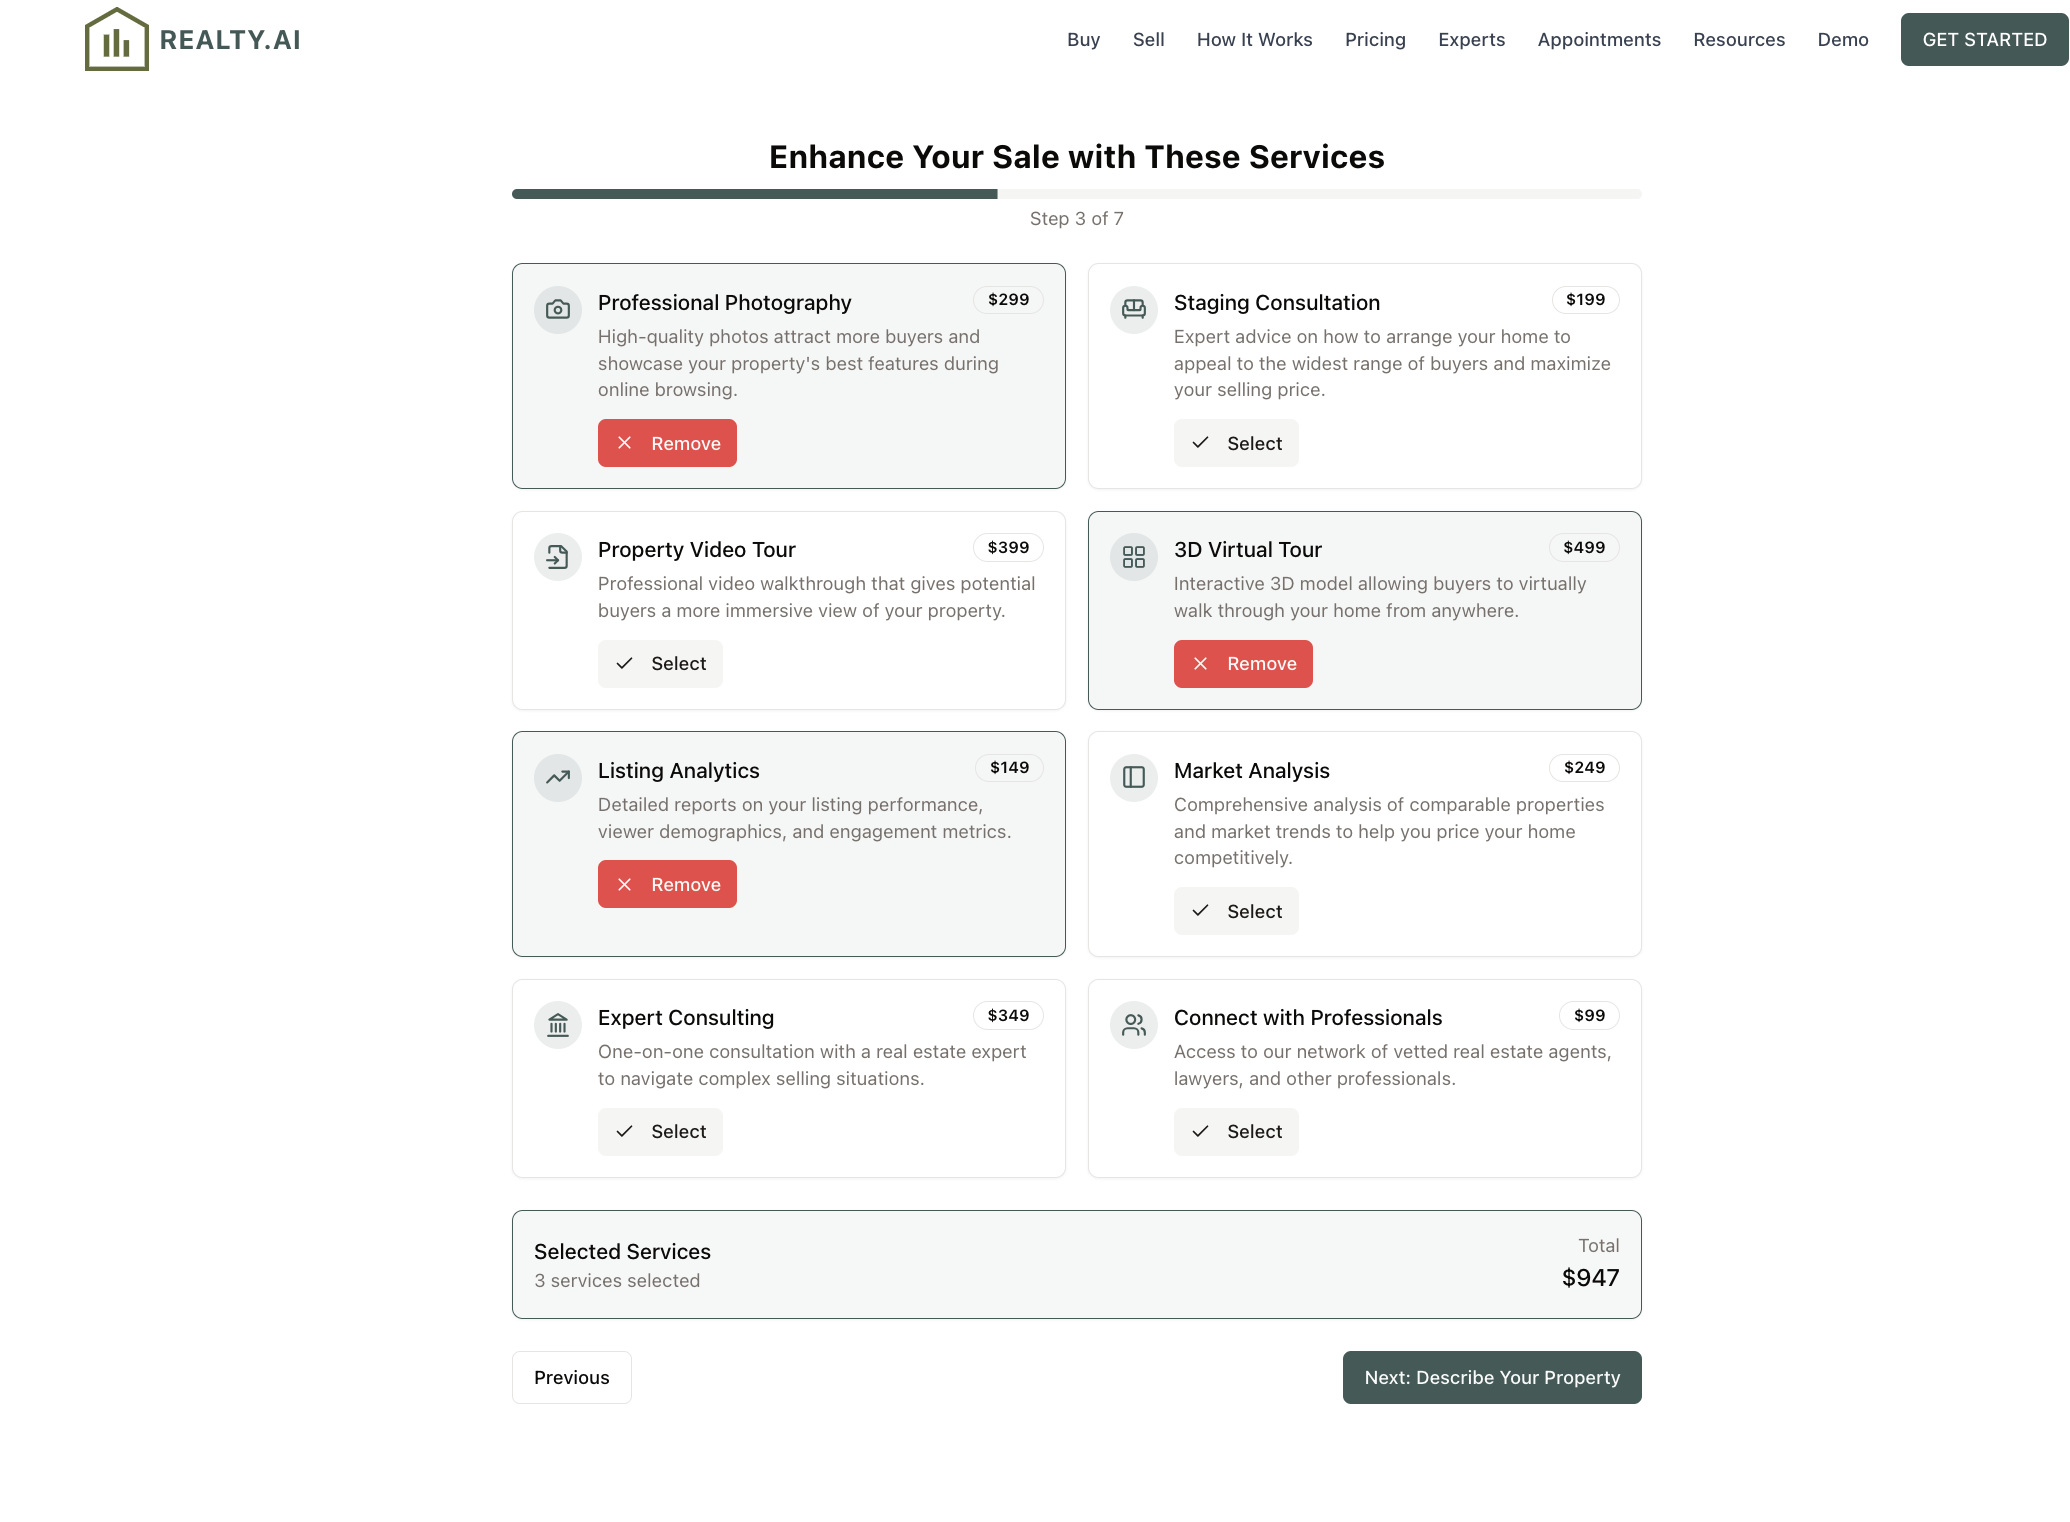 REALTY.AI
Buy
Sell
How It Works
Pricing
Experts
Appointments
Resources
Demo
GET STARTED
Enhance Your Sale with These Services
Step 3 of 7
Professional Photography
$299
High-quality photos attract more buyers and
showcase your property's best features during
online browsing.
Remove
Staging Consultation
$199
Expert advice on how to arrange your home to
appeal to the widest range of buyers and maximize
your selling price.
Select
Property Video Tour
$399
Professional video walkthrough that gives potential
buyers a more immersive view of your property.
Select
3D Virtual Tour
$499
Interactive 3D model allowing buyers to virtually
walk through your home from anywhere.
Remove
Listing Analytics
$149
Detailed reports on your listing performance,
viewer demographics, and engagement metrics.
Remove
Market Analysis
$249
Comprehensive analysis of comparable properties
and market trends to help you price your home
competitively.
Select
Expert Consulting
$349
One-on-one consultation with a real estate expert
to navigate complex selling situations.
Select
Connect with Professionals
$99
Access to our network of vetted real estate agents,
lawyers, and other professionals.
Select
Selected Services
3 services selected
Total
$947
Previous
Next: Describe Your Property